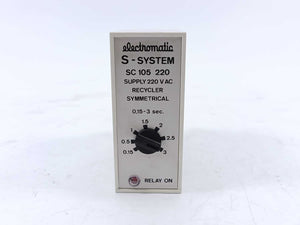 electromatic
S-SYSTEM
SC 105 220
SUPPLY 220 V AC
RECYCLER
SYMMETRICAL
0,15-3 sec.
1.5
1 2
0.5 2.5
0.15 3
RELAY ON